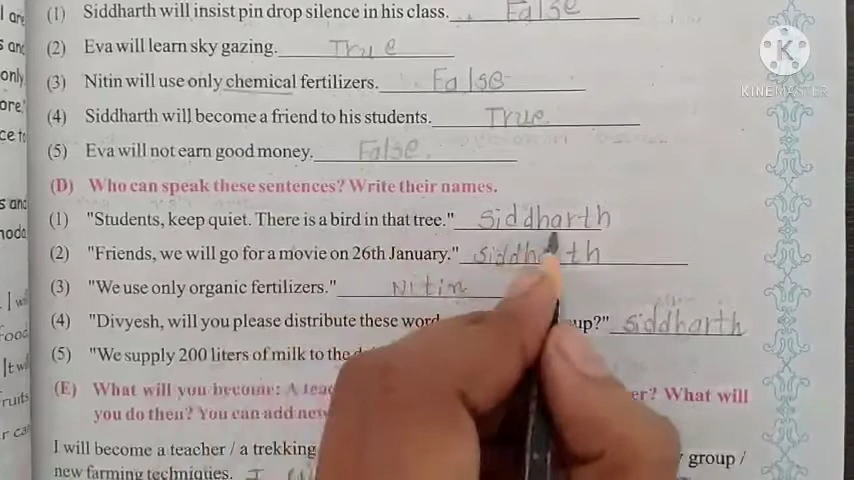 (1) Siddharth will insist pin drop silence in his class. False
(2) Eva will learn sky gazing. True
(3) Nitin will use only chemical fertilizers. False
(4) Siddharth will become a friend to his students. True
(5) Eva will not earn good money. False.
(D) Who can speak these sentences? Write their names.
(1) "Students, keep quiet. There is a bird in that tree." Siddharth
(2) "Friends, we will go for a movie on 26th January." Siddharth
(3) "We use only organic fertilizers." Nitin
(4) "Divyesh, will you please distribute these up?" Siddharth
(5) "We supply 200 liters of milk to the
(E) What will you become: A What will
you do then? You can add
I will become a teacher / a trekking group /
new farming techniques. I
KINEMASTER